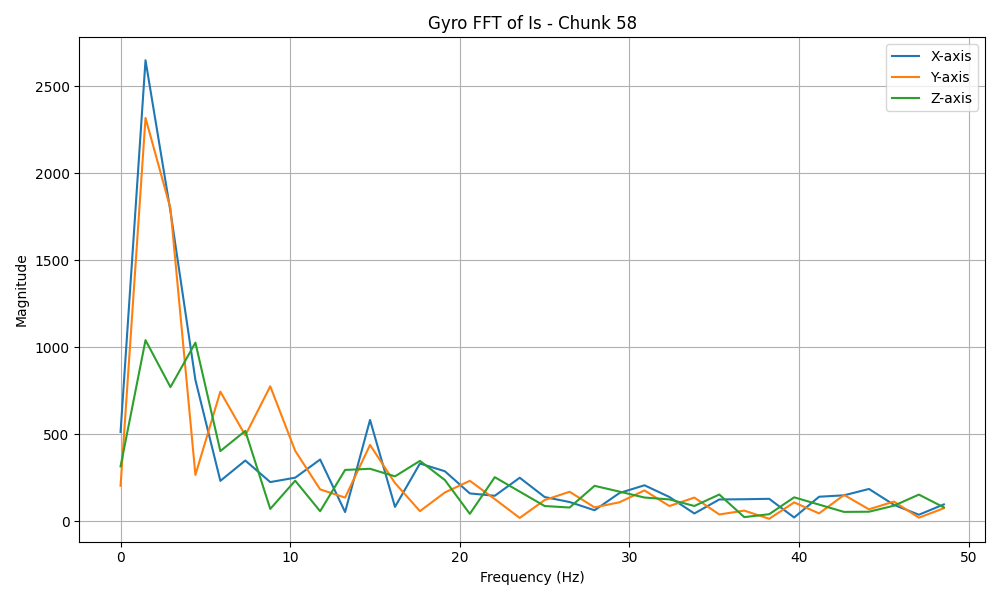 Gyro FFT of Is - Chunk 58
X-axis
Y-axis
Z-axis
Magnitude
2500
2000
1500
1000
500
0
0 10 20 30 40 50
Frequency (Hz)